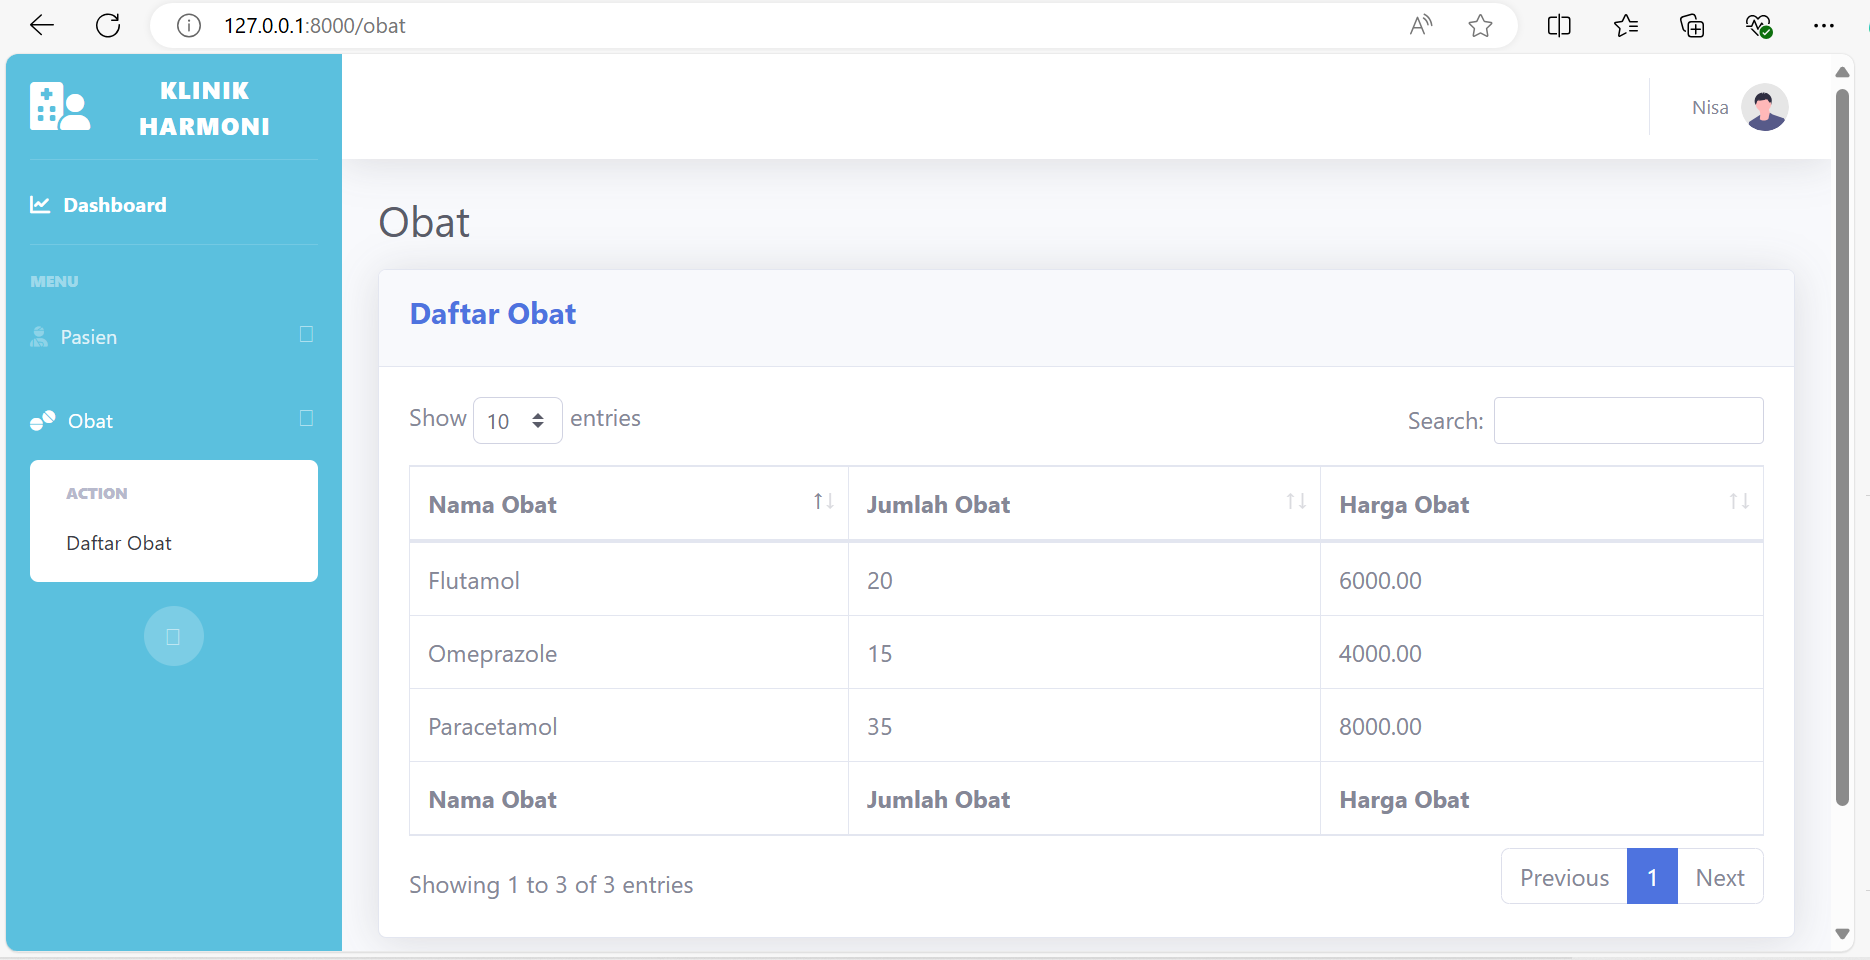 127.0.0.1:8000/obat
KLINIK
HARMONI
Nisa
Dashboard
MENU
Pasien
Obat
ACTION
Daftar Obat
Obat
Daftar Obat
Show 10 entries
Search:
Nama Obat Jumlah Obat Harga Obat
Flutamol 20 6000.00
Omeprazole 15 4000.00
Paracetamol 35 8000.00
Nama Obat Jumlah Obat Harga Obat
Showing 1 to 3 of 3 entries
Previous 1 Next